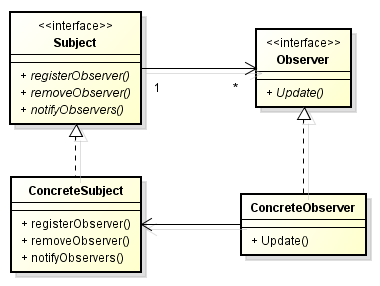 <<interface>>
Subject
+ registerObserver()
+ removeObserver()
+ notifyObservers()
<<interface>>
Observer
+ Update()
1
*
ConcreteSubject
+ registerObserver()
+ removeObserver()
+ notifyObservers()
ConcreteObserver
+ Update()